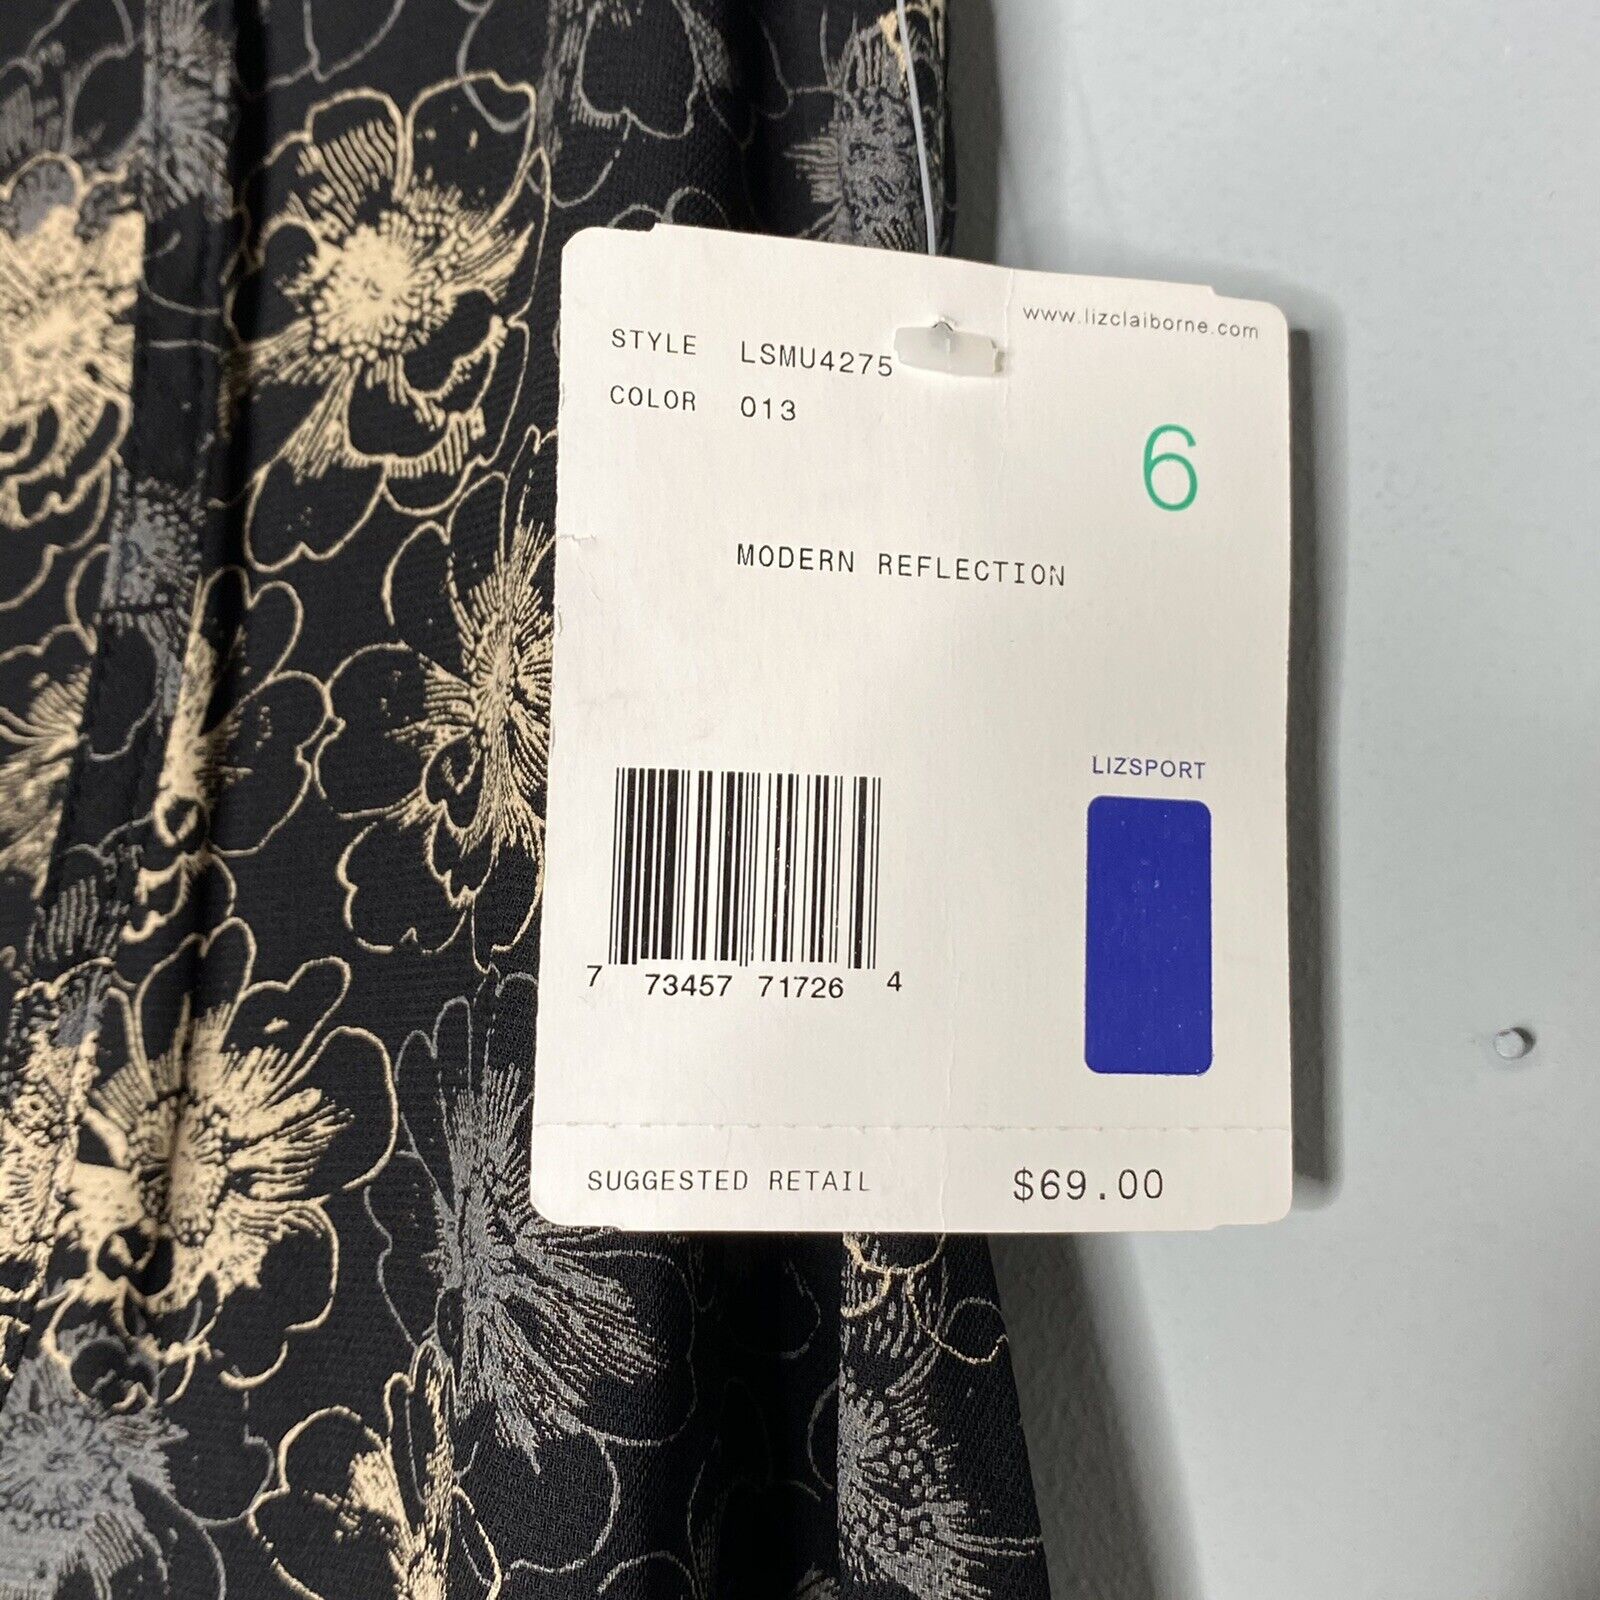 www.lizclaiborne.com
STYLE LSMU4275
COLOR 013
6
MODERN REFLECTION
LIZSPORT
7 73457 71726 4
SUGGESTED RETAIL $69.00